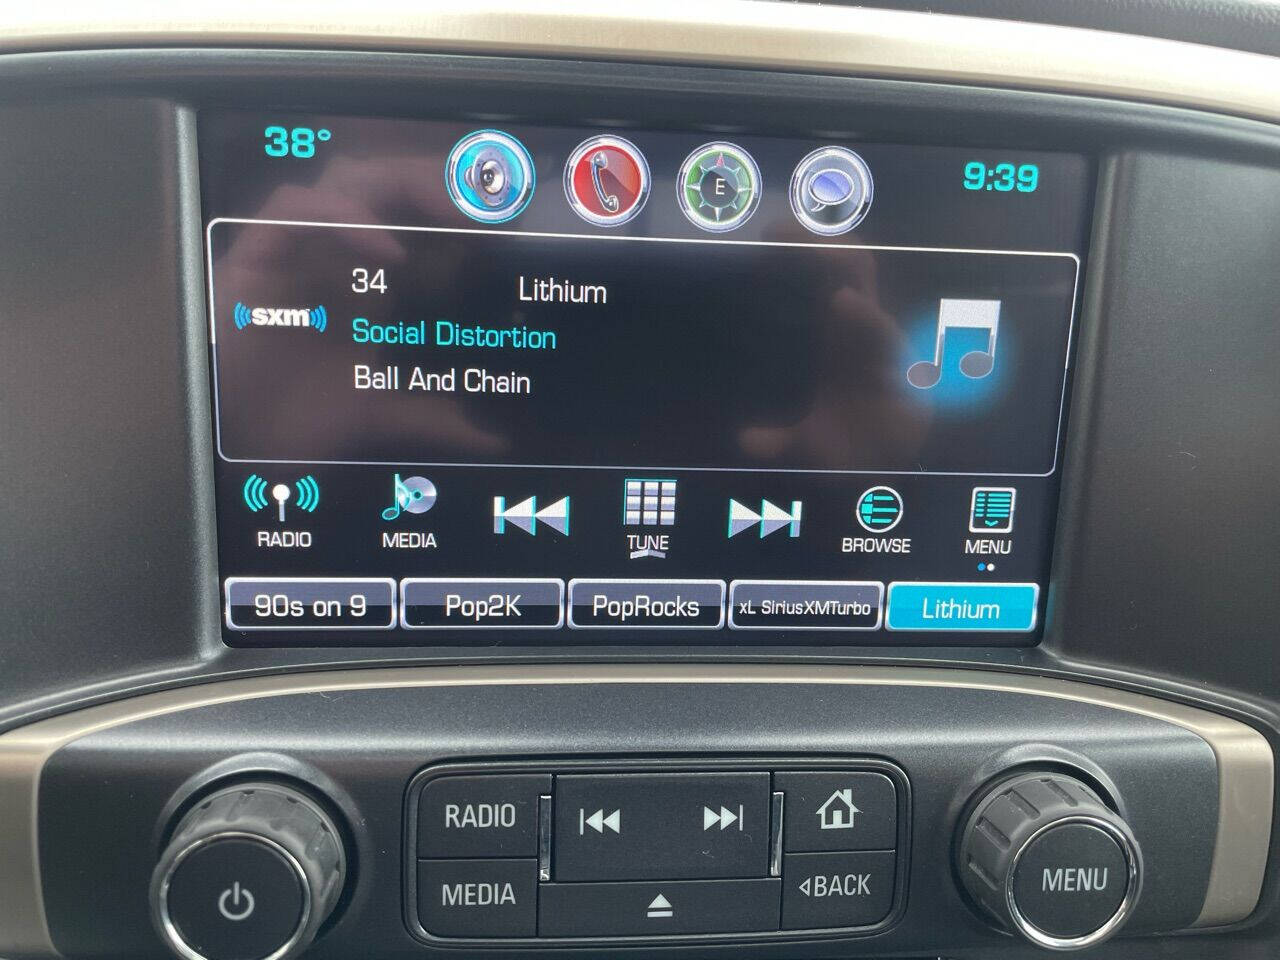 38°
E
9:39
34 Lithium
sxm
Social Distortion
Ball And Chain
RADIO MEDIA TUNE BROWSE MENU
90s on 9 Pop2K PopRocks xL SiriusXMTurbo Lithium
RADIO
MEDIA
BACK
MENU